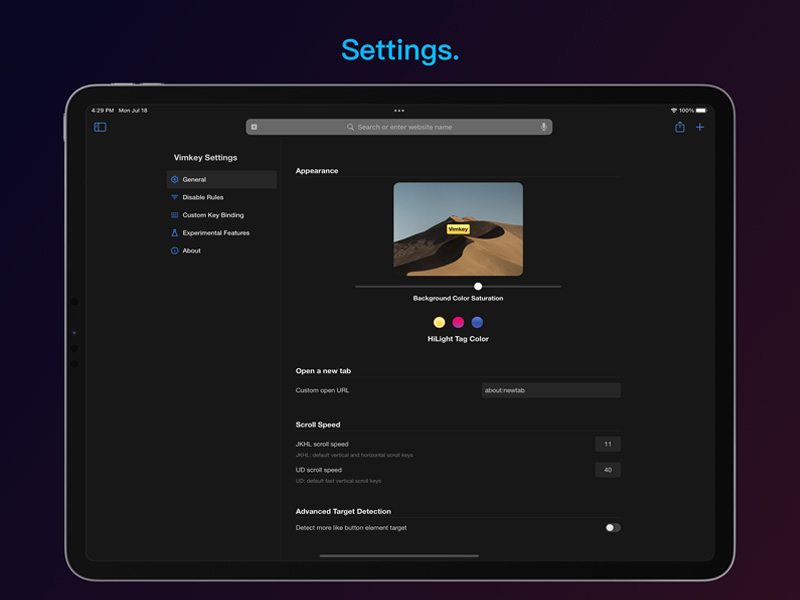 Settings.
4:29 PM Mon Jul 18
100%
Search or enter website name
Vimkey Settings
General
Disable Rules
Custom Key Binding
Experimental Features
About
Appearance
Vimkey
Background Color Saturation
HiLight Tag Color
Open a new tab
Custom open URL
about:newtab
Scroll Speed
JKHL scroll speed
11
JKHL: default vertical and horizontal scroll keys
UD scroll speed
40
UD: default fast vertical scroll keys
Advanced Target Detection
Detect more like button element target